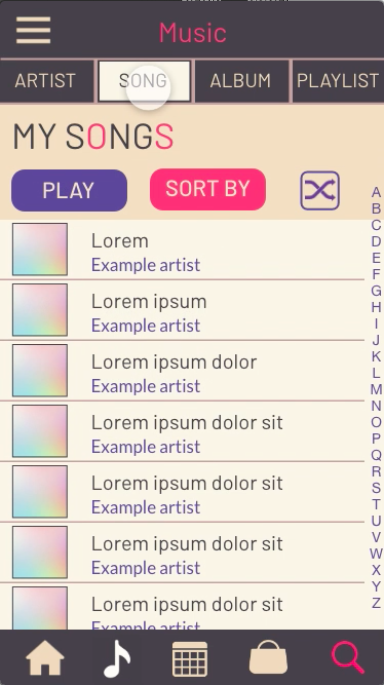 Music
ARTIST SONG ALBUM PLAYLIST
MY SONGS
PLAY SORT BY
Lorem
Example artist
Lorem ipsum
Example artist
Lorem ipsum dolor
Example artist
Lorem ipsum dolor sit
Example artist
Lorem ipsum dolor sit
Example artist
Lorem ipsum dolor sit
Example artist
Lorem ipsum dolor sit
Example artist
A
B
C
D
E
F
G
H
I
J
K
L
M
N
O
P
Q
R
S
T
U
V
W
X
Y
Z